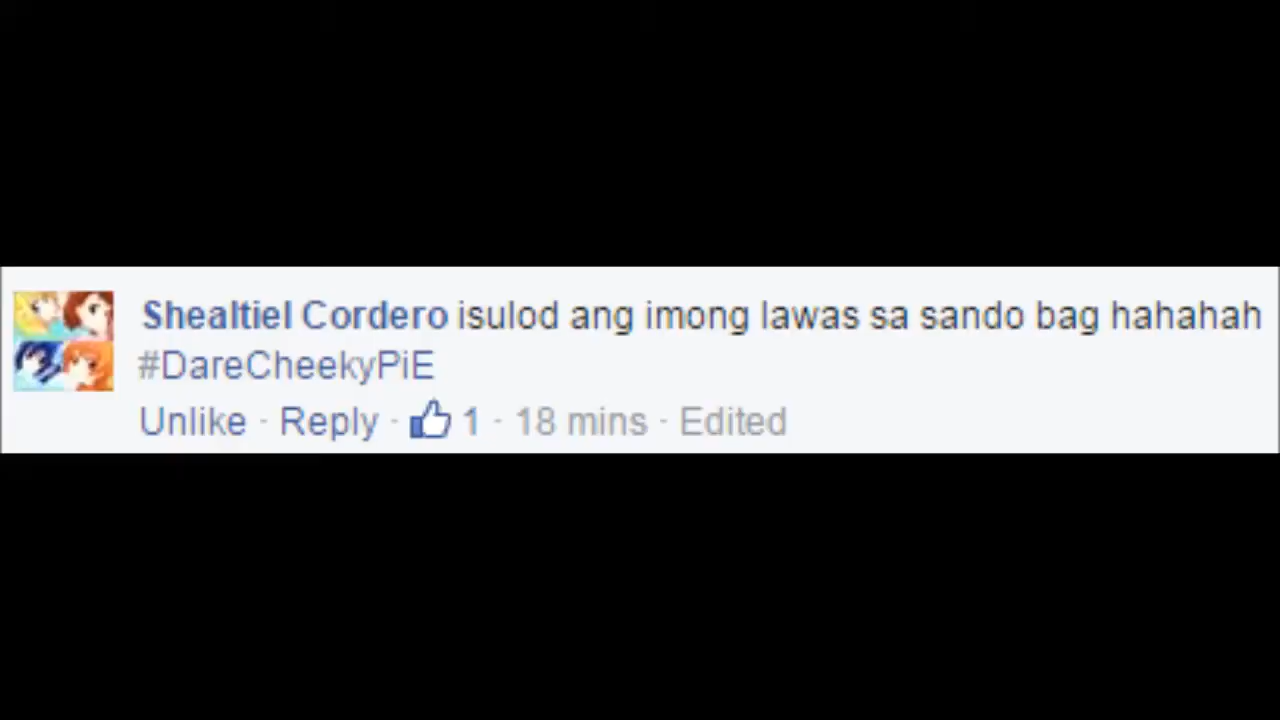 Shealtiel Cordero isulod ang imong lawas sa sando bag hahahah
#DareCheekyPiE
Unlike · Reply · 1 · 18 mins · Edited